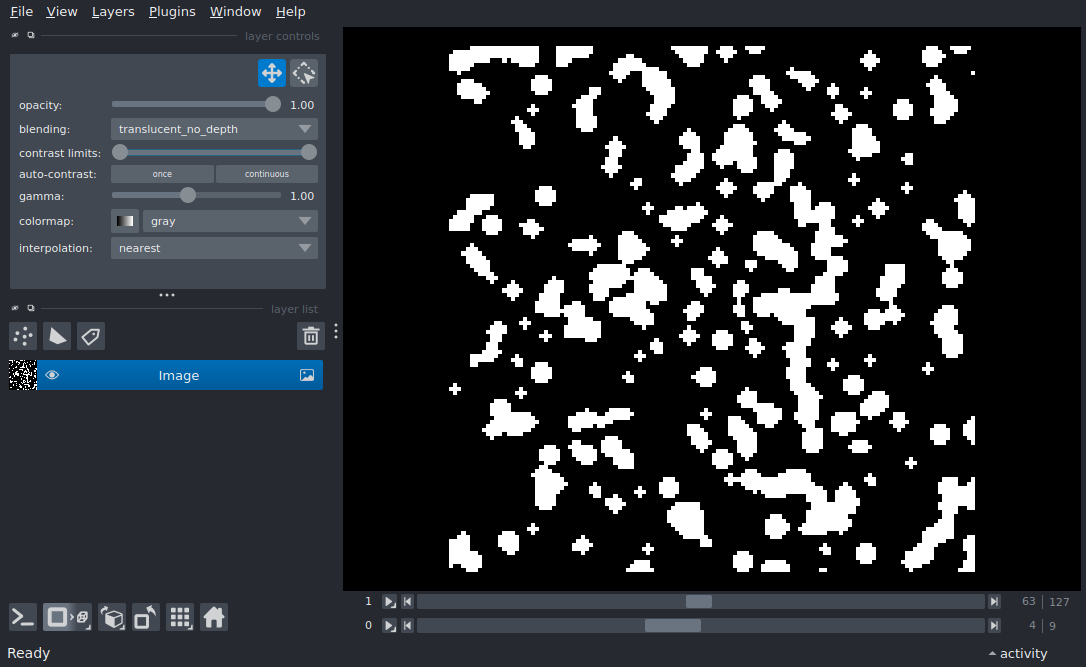 File View Layers Plugins Window Help
layer controls
opacity: 1.00
blending: translucent_no_depth
contrast limits:
auto-contrast: once continuous
gamma: 1.00
colormap: gray
interpolation: nearest
layer list
Image
1 63 127
0 4 9
Ready activity